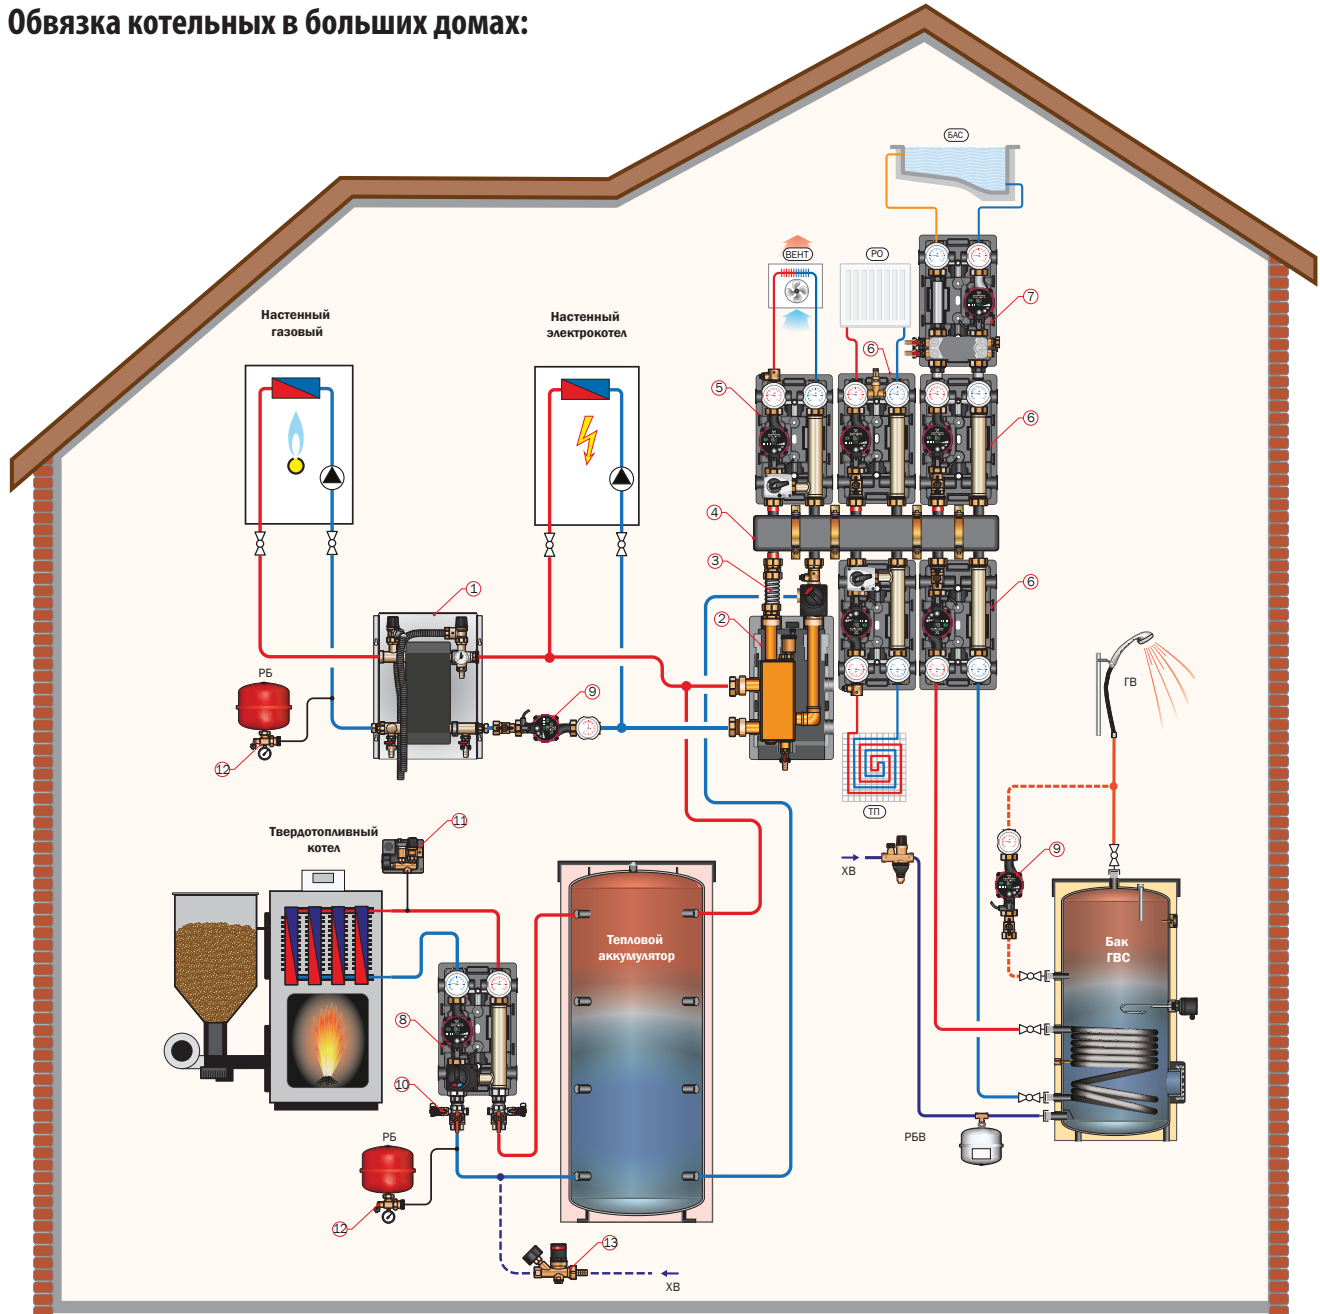 Обвязка котельных в больших домах:
БАС
ВЕНТ
РО
7
Настенный
газовый
Настенный
электрокотел
6
5
6
4
3
1
6
2
РБ
9
ГВ
12
ТП
Твердотопливный
котел
11
ХВ
9
Тепловой
аккумулятор
Бак
ГВС
8
10
РБ
РБВ
12
13
ХВ